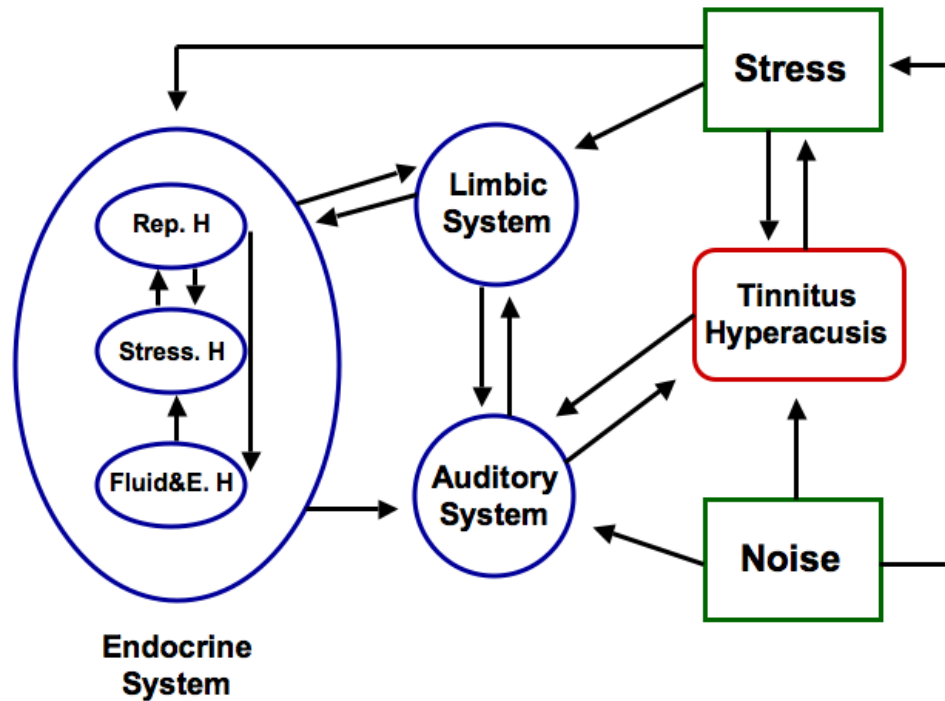 Stress
Limbic
System
Rep. H
Tinnitus
Hyperacusis
Stress. H
Fluid&E. H
Auditory
System
Noise
Endocrine
System